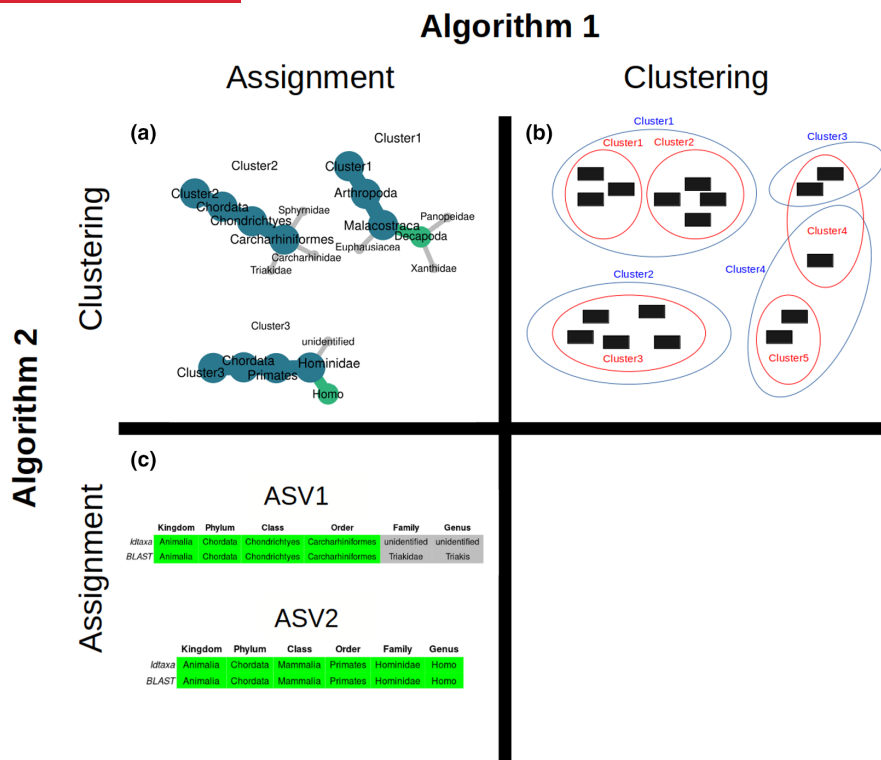 Algorithm 1
Assignment
Clustering
Algorithm 2
Clustering
Assignment
(a)
Cluster1
Cluster2
Cluster1
Cluster2
Arthropoda
Chordata
Sphyrnidae
Chondrichtyes
Panopeidae
Malacostraca
Decapoda
Carcharhiniformes
Euphausiacea
Carcharhinidae
Triakidae
Xanthidae
Cluster3
unidentified
Chordata
Hominidae
Cluster3
Primates
Homo
(b)
Cluster1
Cluster1 Cluster2
Cluster3
Cluster4
Cluster4
Cluster2
Cluster3
Cluster5
(c)
ASV1
Kingdom Phylum Class Order Family Genus
Idtaxa Animalia Chordata Chondrichtyes Carcharhiniformes unidentified unidentified
BLAST Animalia Chordata Chondrichtyes Carcharhiniformes Triakidae Triakis
ASV2
Kingdom Phylum Class Order Family Genus
Idtaxa Animalia Chordata Mammalia Primates Hominidae Homo
BLAST Animalia Chordata Mammalia Primates Hominidae Homo